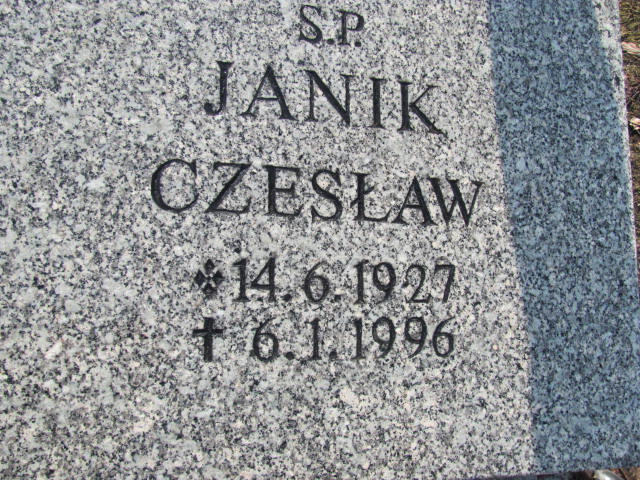 S.P.
JANIK
CZESŁAW
14.6.1927
✝ 6.1.1996